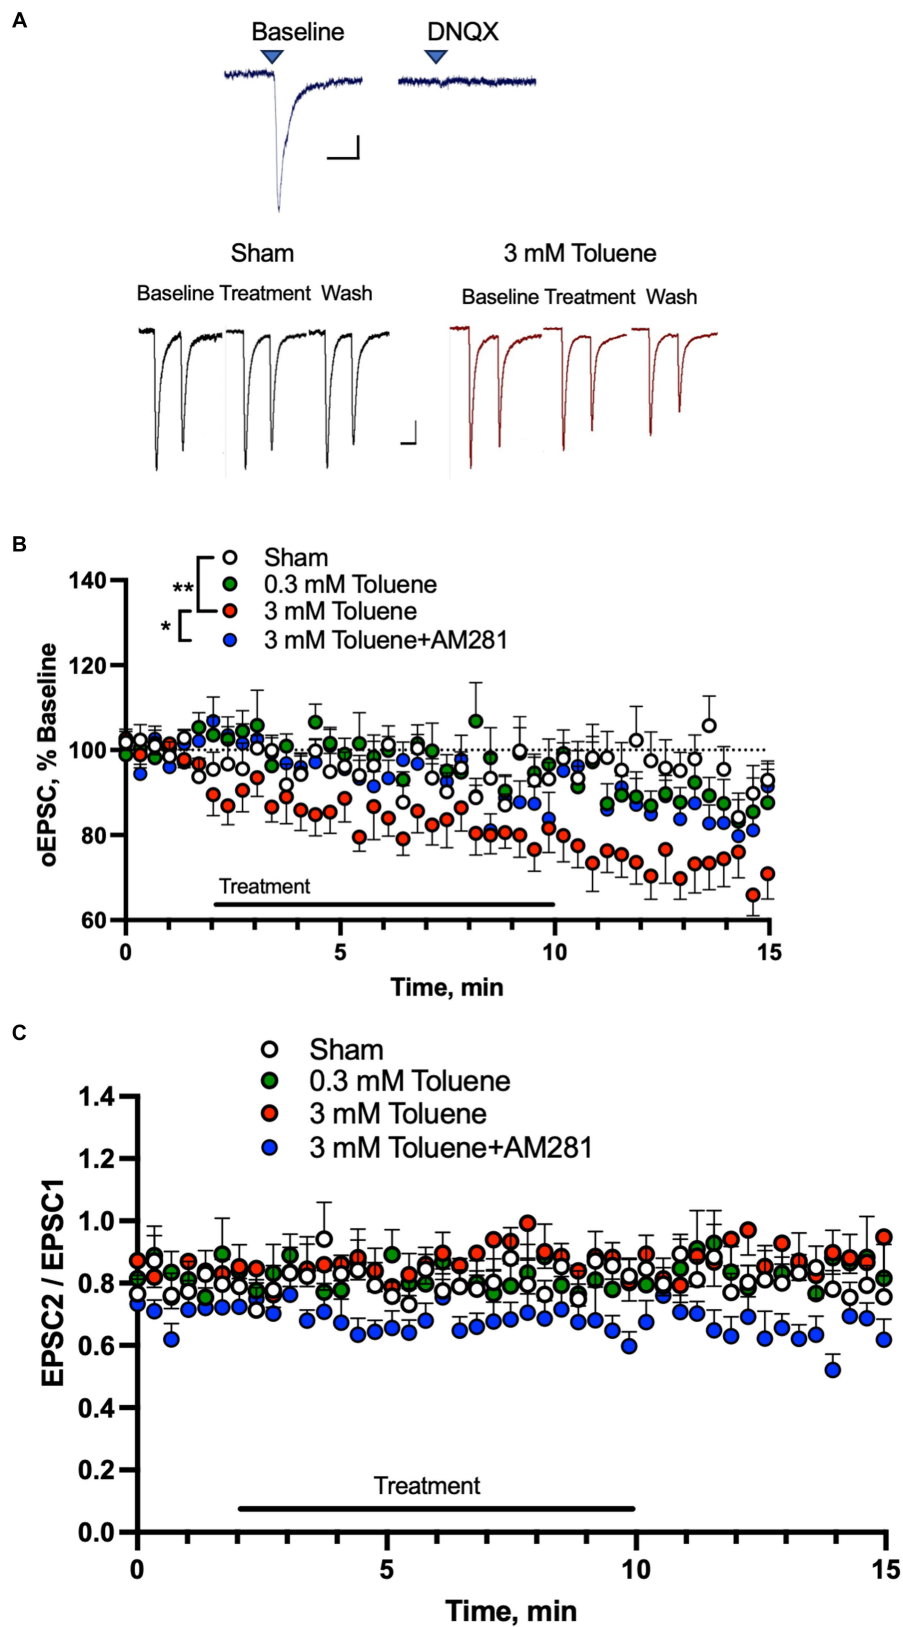 A
Baseline DNQX
Sham 3 mM Toluene
Baseline Treatment Wash Baseline Treatment Wash
B
Sham
0.3 mM Toluene
3 mM Toluene
3 mM Toluene+AM281
**
*
oEPSC, % Baseline
140
120
100
80
60
Treatment
0 5 10 15
Time, min
C
Sham
0.3 mM Toluene
3 mM Toluene
3 mM Toluene+AM281
EPSC2 / EPSC1
1.4
1.2
1.0
0.8
0.6
0.4
0.2
0.0
Treatment
0 5 10 15
Time, min